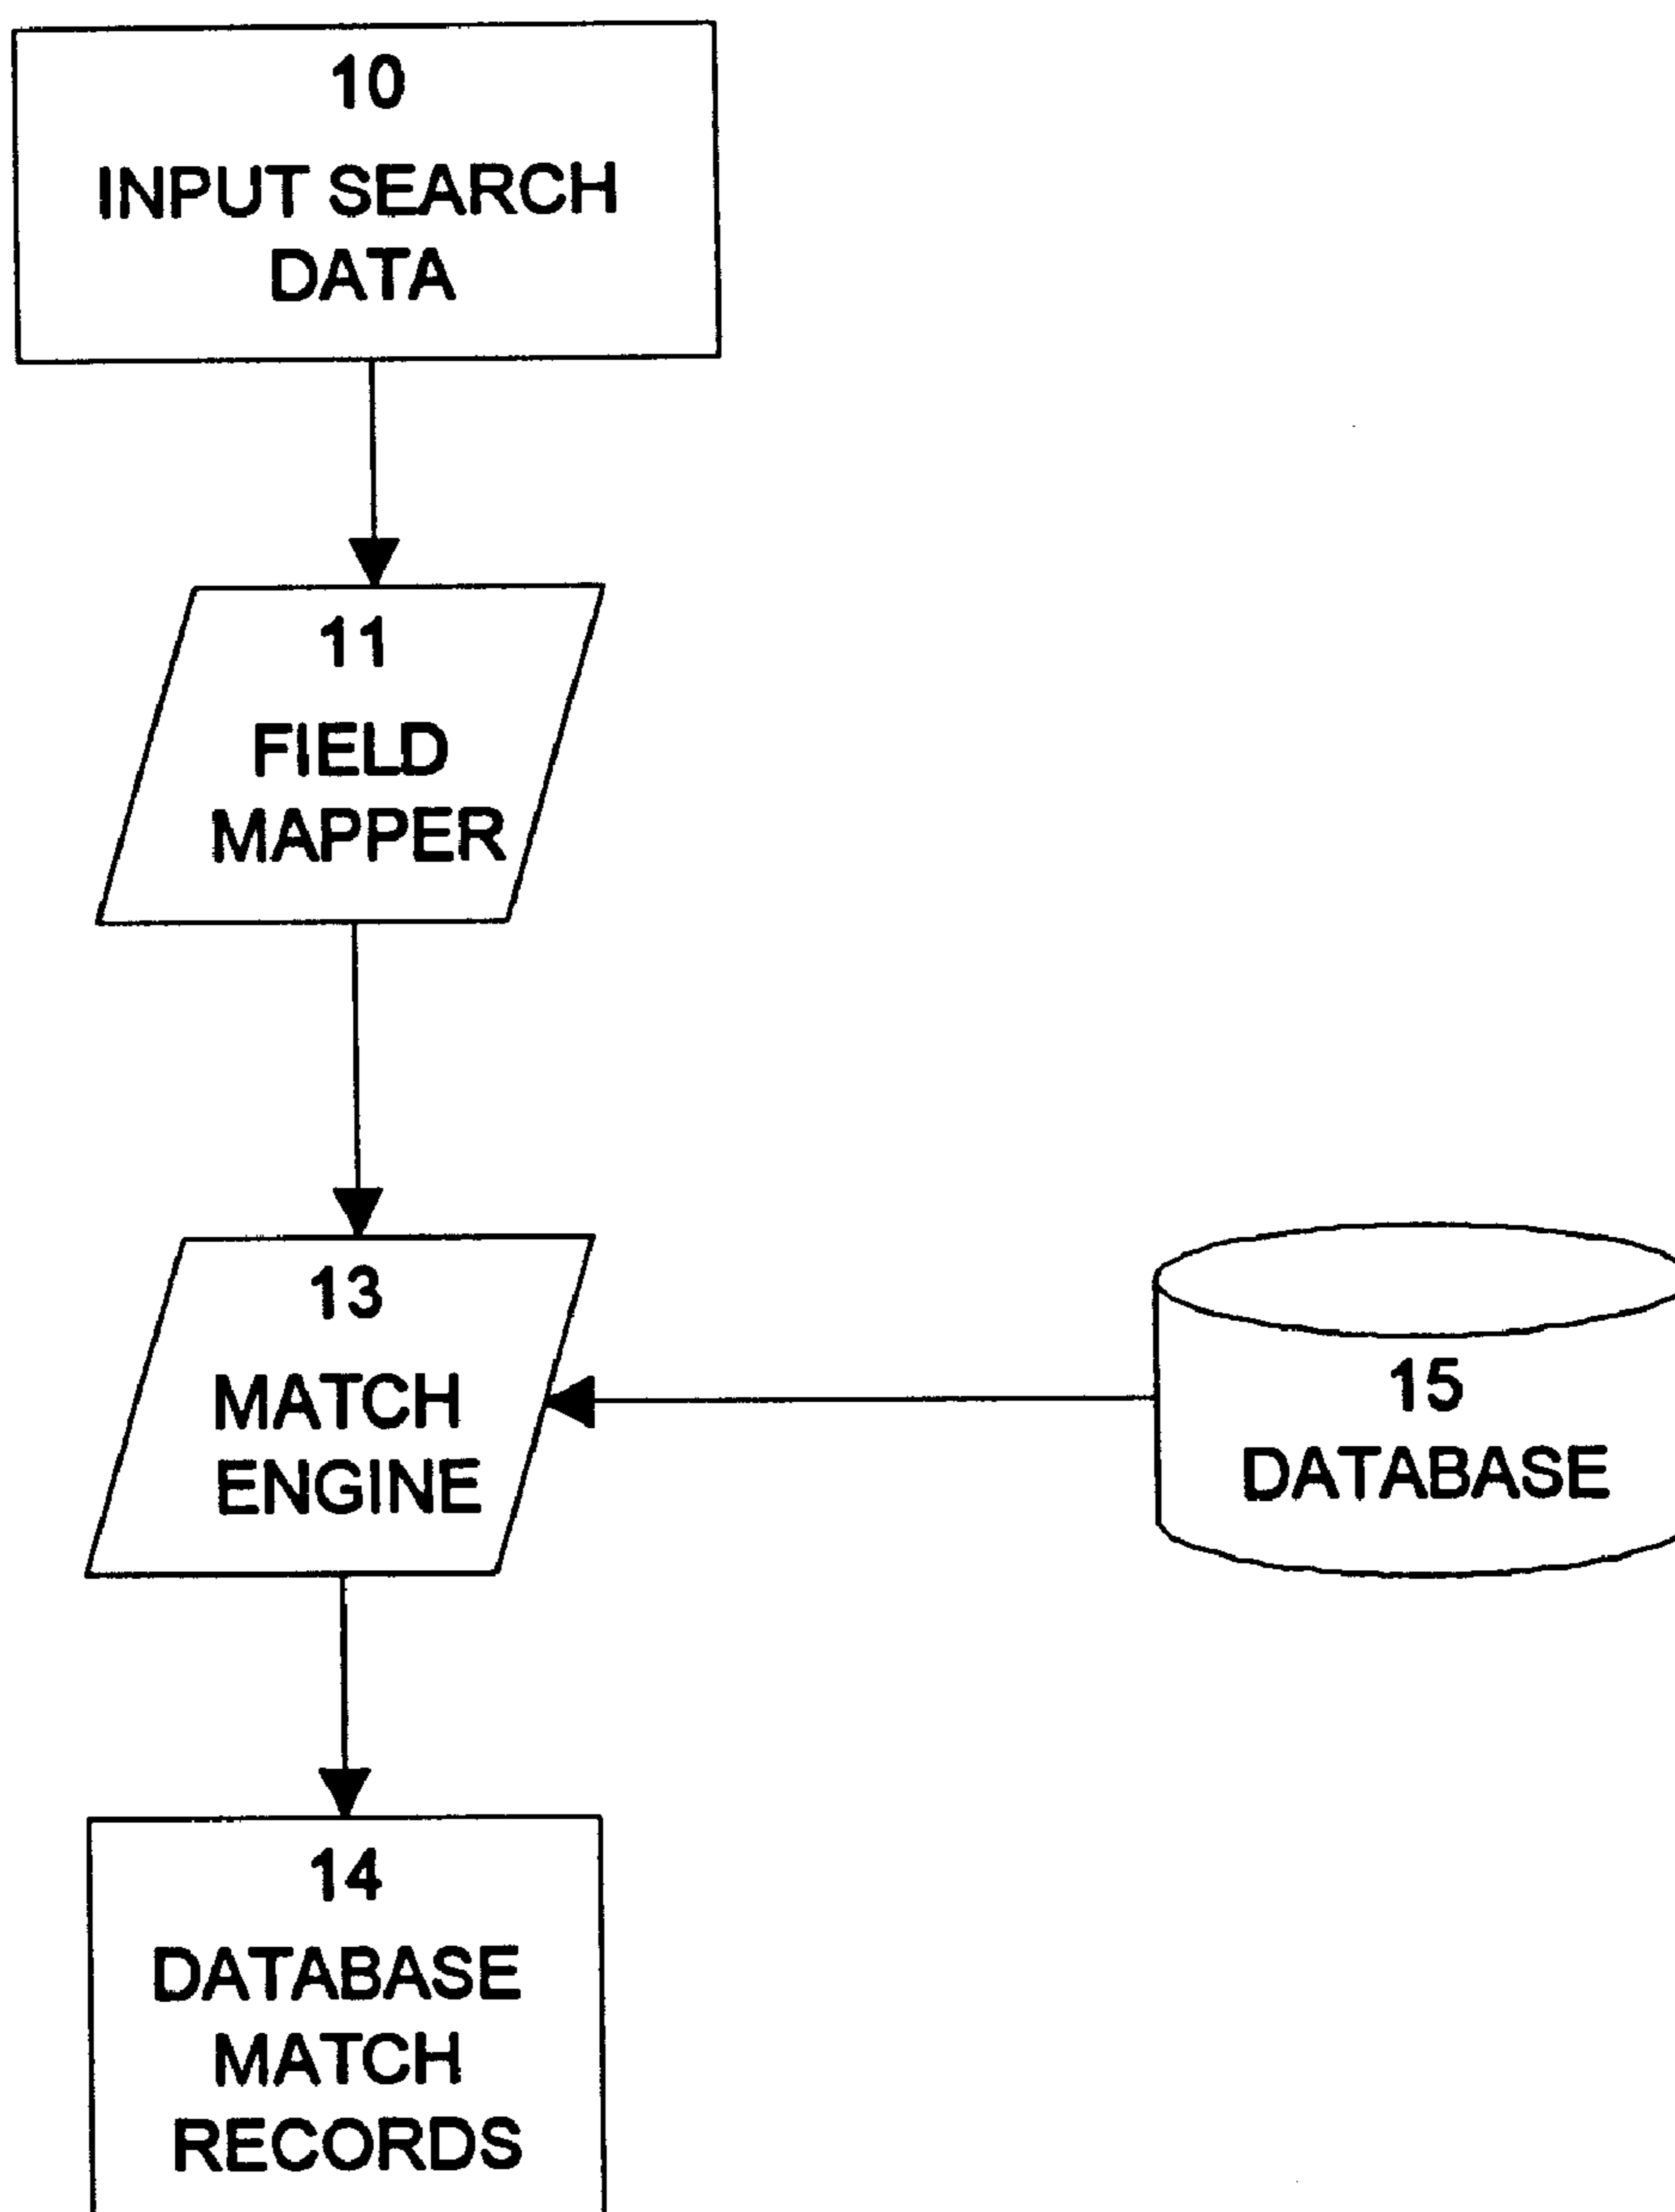 10
INPUT SEARCH
DATA
11
FIELD
MAPPER
13
MATCH
ENGINE
15
DATABASE
14
DATABASE
MATCH
RECORDS